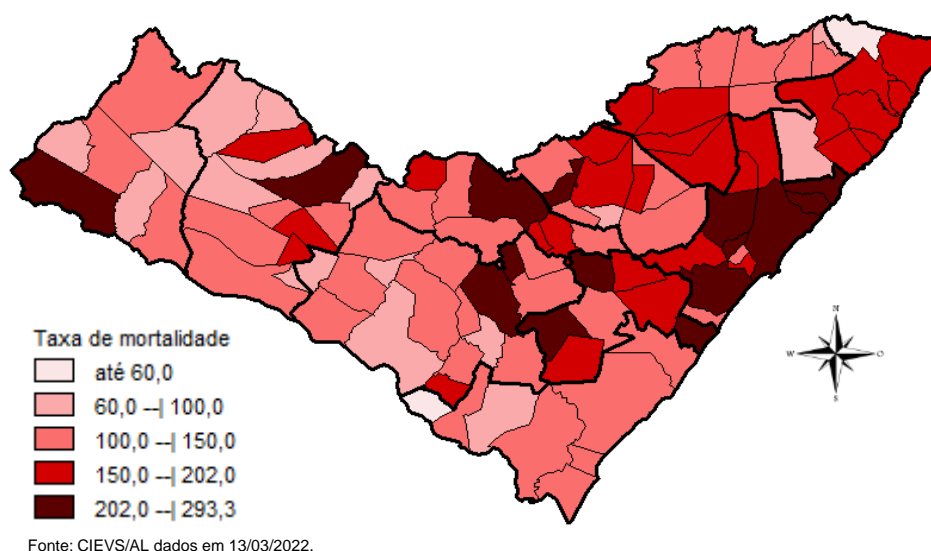 Taxa de mortalidade
até 60,0
60,0 --| 100,0
100,0 --| 150,0
150,0 --| 202,0
202,0 --| 293,3
N
W
O
S
Fonte: CIEVS/AL dados em 13/03/2022.